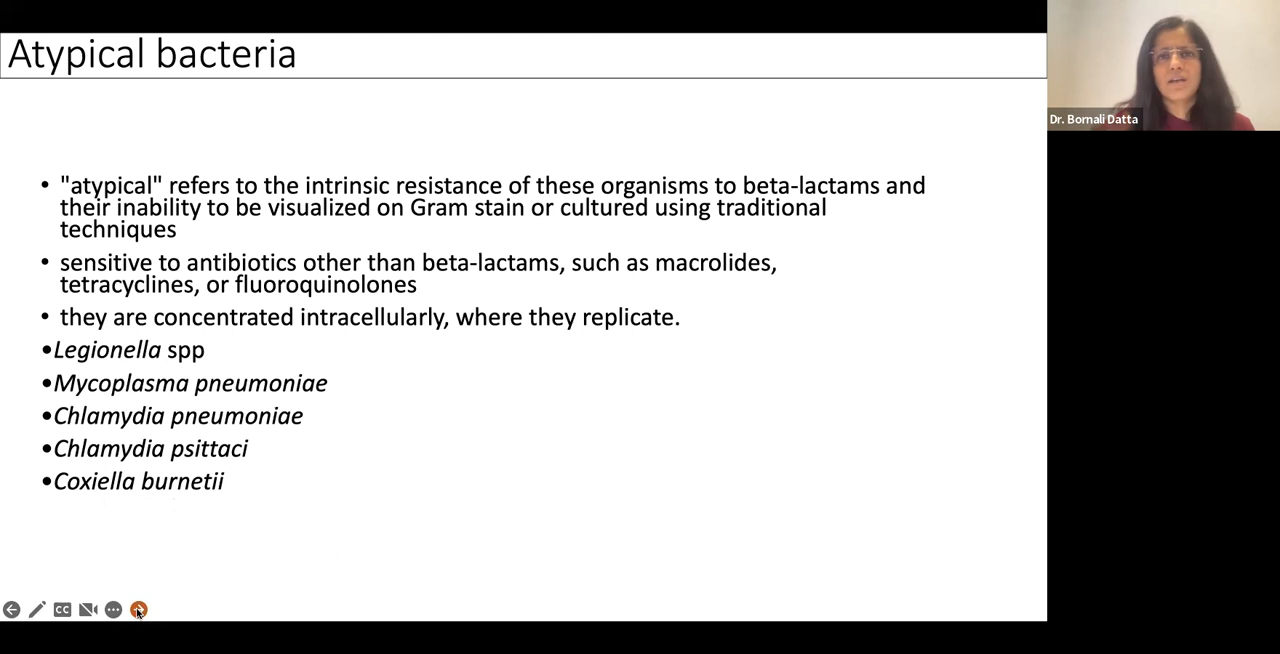 Atypical bacteria
Dr. Bornali Datta
• "atypical" refers to the intrinsic resistance of these organisms to beta-lactams and
their inability to be visualized on Gram stain or cultured using traditional
techniques
• sensitive to antibiotics other than beta-lactams, such as macrolides,
tetracyclines, or fluoroquinolones
• they are concentrated intracellularly, where they replicate.
•Legionella spp
•Mycoplasma pneumoniae
•Chlamydia pneumoniae
•Chlamydia psittaci
•Coxiella burnetii
CC